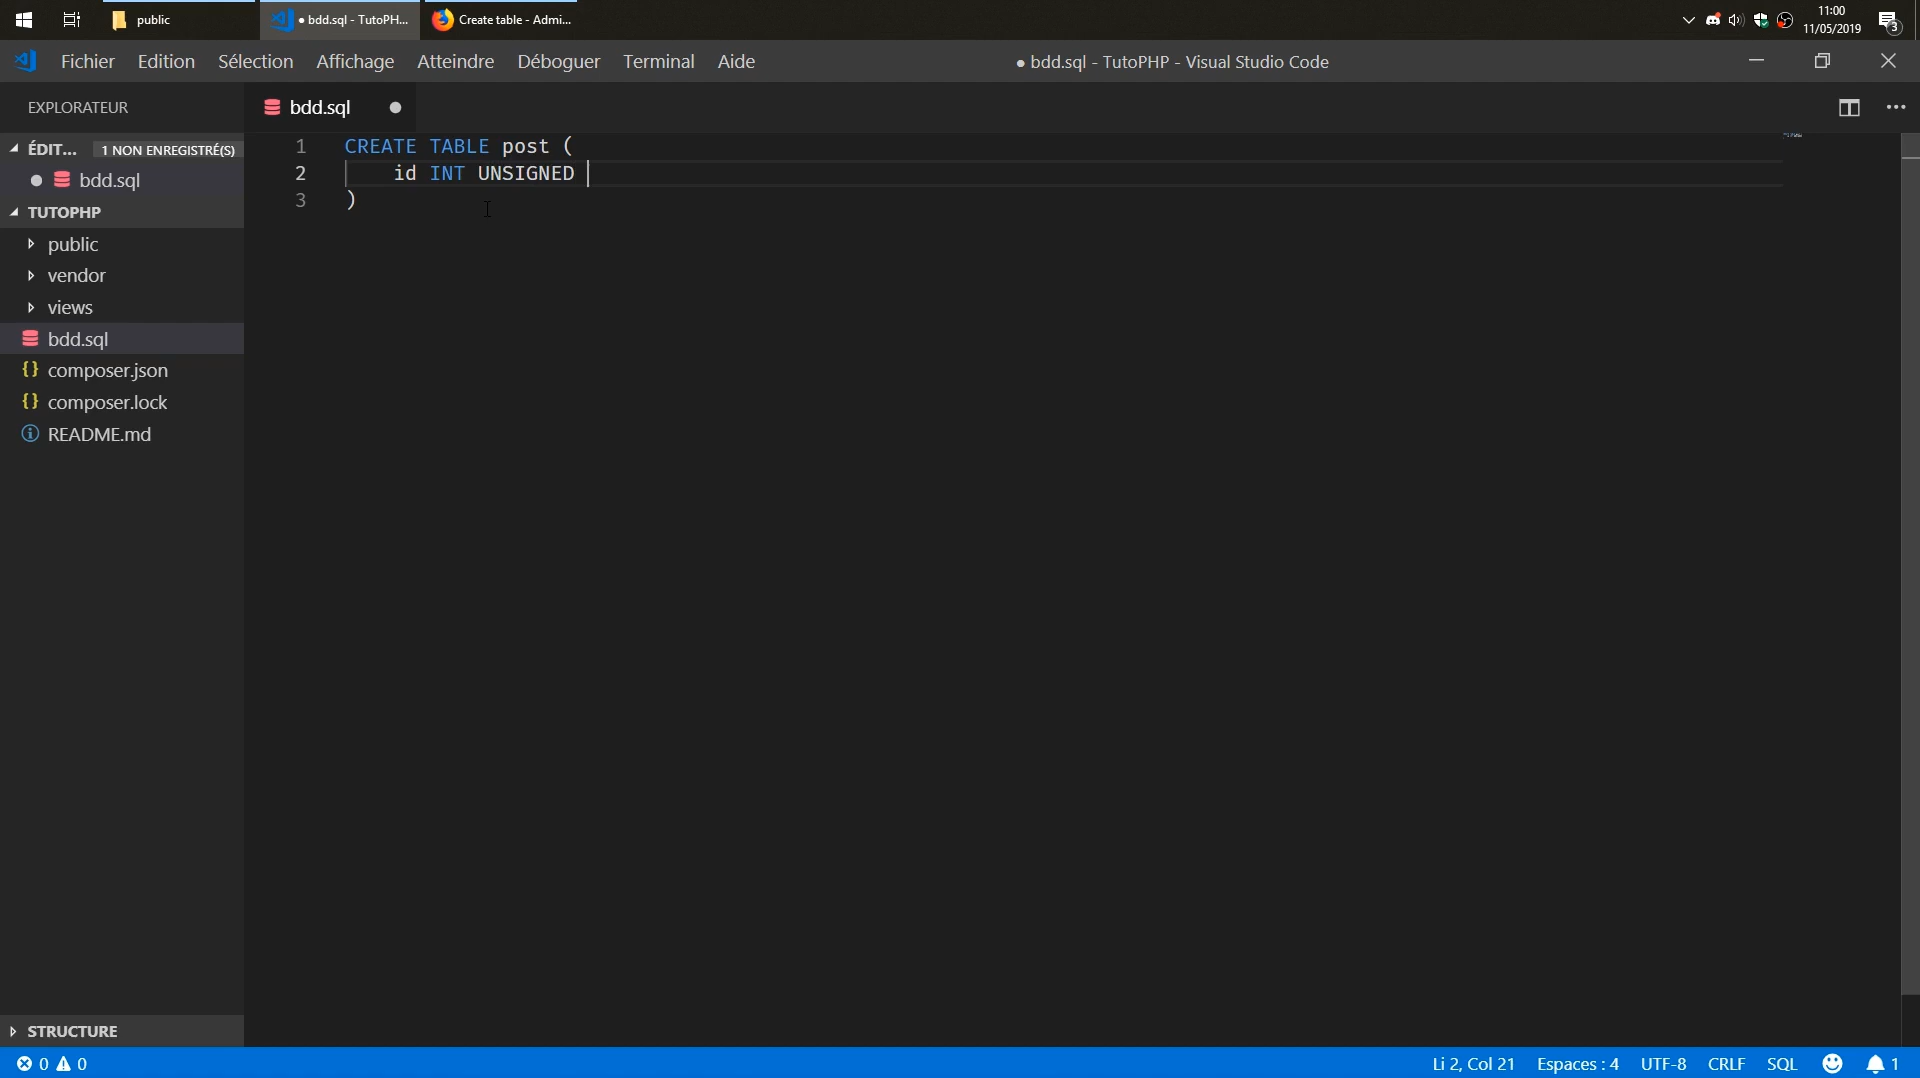 public
● bdd.sql - TutoPH...
Create table - Admi...
11:00
11/05/2019
3
Fichier Edition Sélection Affichage Atteindre Déboguer Terminal Aide
● bdd.sql - TutoPHP - Visual Studio Code
EXPLORATEUR
bdd.sql
ÉDIT... 1 NON ENREGISTRÉ(S)
bdd.sql
TUTOPHP
public
vendor
views
bdd.sql
{} composer.json
{} composer.lock
README.md
STRUCTURE
1 CREATE TABLE post (
2 id INT UNSIGNED
3 )
0 0
Li 2, Col 21 Espaces : 4 UTF-8 CRLF SQL 1